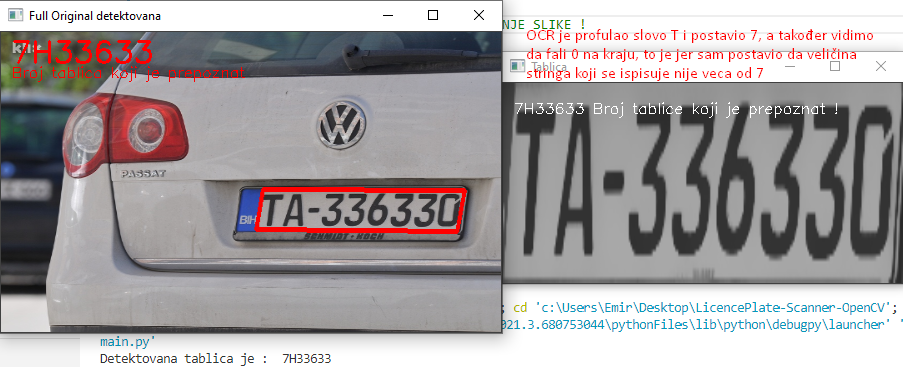 Full Original detektovana
7H33633
Broj tablica koji je prepoznat
PASSAT
BIH
TA-336330
SCHMIDT - KOCH
NJE SLIKE !
OCR je profulao slovo T i postavio 7, a također vidimo
da fali 0 na kraju, to je jer sam postavio da veličina
stringa koji se ispisuje nije veca od 7
Tablica
7H33633 Broj tablice koji je prepoznat !
TA-336330
; cd 'c:\Users\Emir\Desktop\LicencePlate-Scanner-OpenCV';
021.3.680753044\pythonFiles\lib\python\debugpy\launcher' '
main.py'
Detektovana tablica je : 7H33633